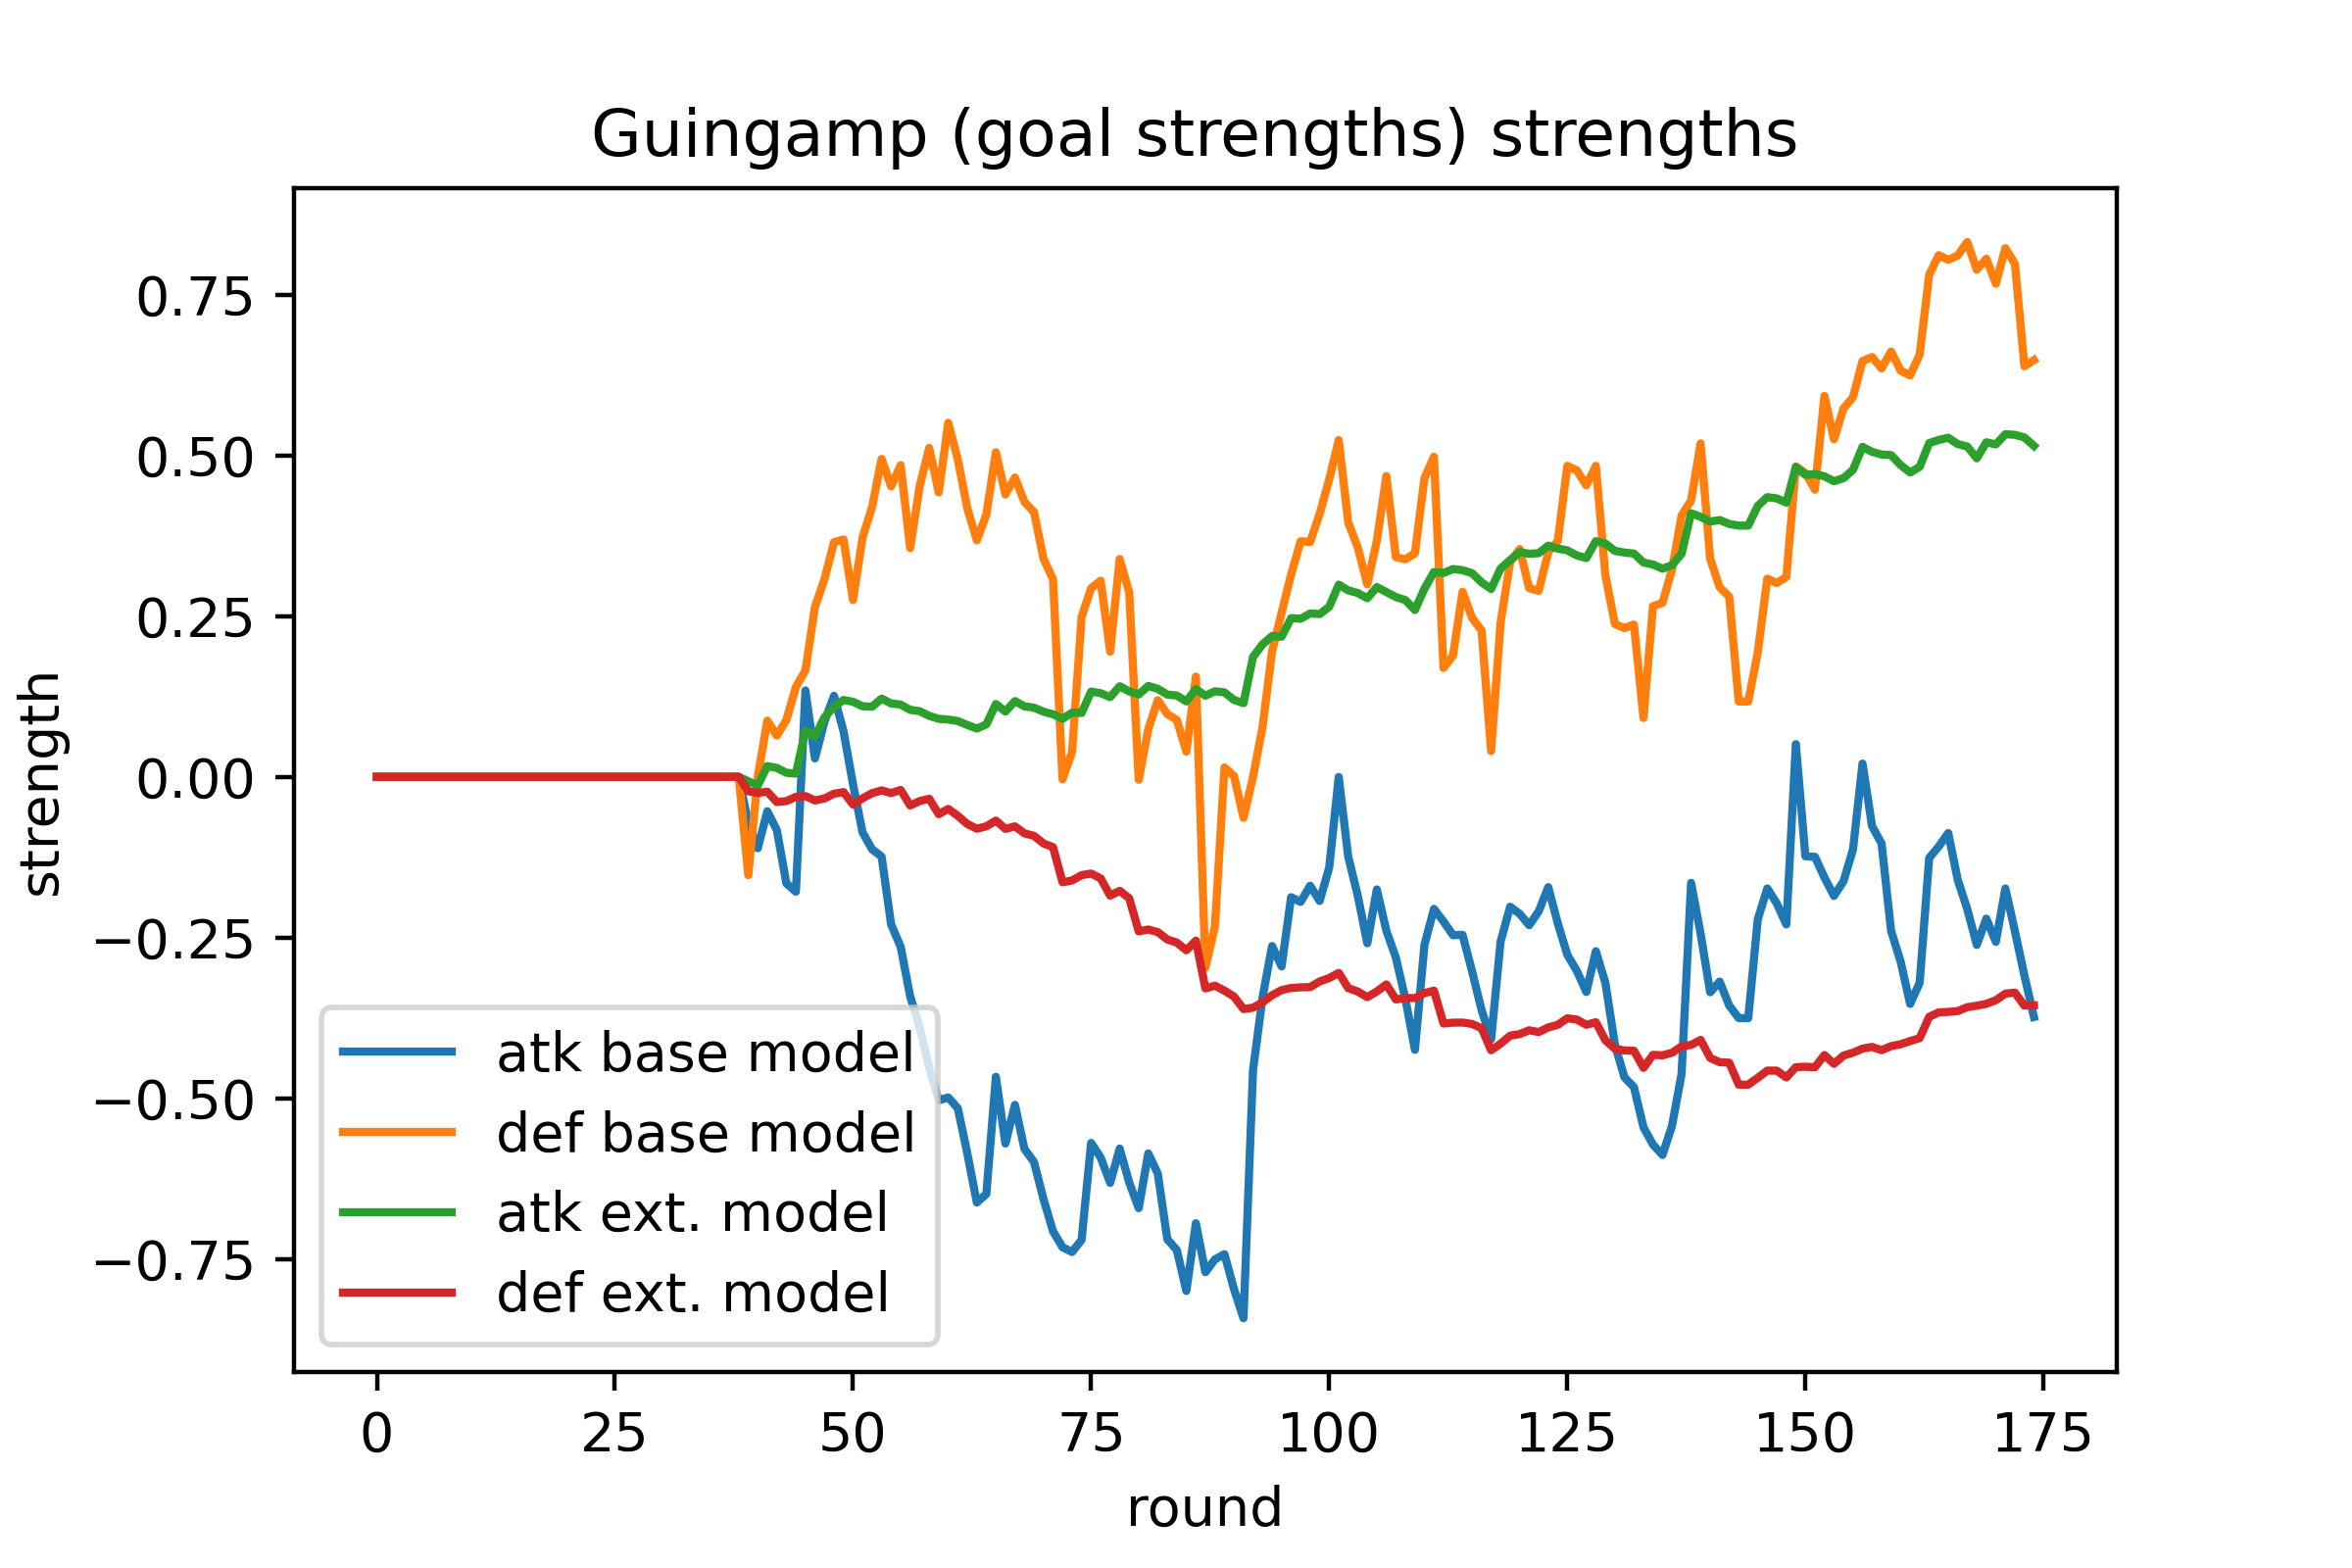 Guingamp (goal strengths) strengths
strength
0.75
0.50
0.25
0.00
−0.25
−0.50
−0.75
atk base model
def base model
atk ext. model
def ext. model
0 25 50 75 100 125 150 175
round